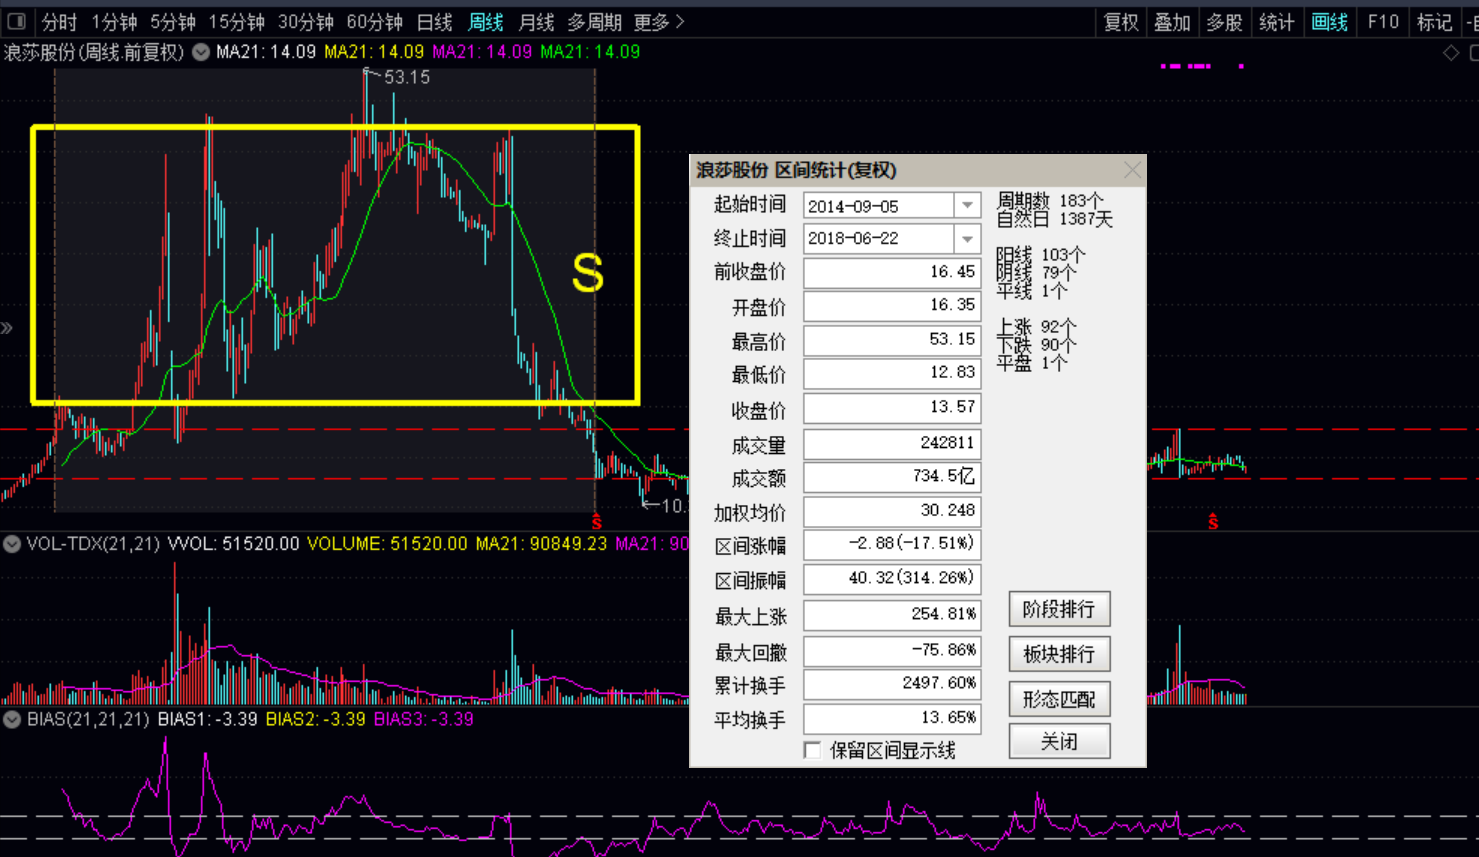 分时 1分钟 5分钟 15分钟 30分钟 60分钟 日线 周线 月线 多周期 更多 >
复权 叠加 多股 统计 画线 F10 标记
浪莎股份(周线.前复权) MA21: 14.09 MA21: 14.09 MA21: 14.09 MA21: 14.09
53.15
S
浪莎股份 区间统计(复权)
起始时间 2014-09-05
终止时间 2018-06-22
前收盘价 16.45
开盘价 16.35
最高价 53.15
最低价 12.83
收盘价 13.57
成交量 242811
成交额 734.5亿
加权均价 30.248
区间涨幅 -2.88(-17.51%)
区间振幅 40.32(314.26%)
最大上涨 254.81%
最大回撤 -75.86%
累计换手 2497.60%
平均换手 13.65%
保留区间显示线
周期数 183个
自然日 1387天
阳线 103个
阴线 79个
平线 1个
上涨 92个
下跌 90个
平盘 1个
阶段排行
板块排行
形态匹配
关闭
10.
S
S
VOL-TDX(21,21) VVOL: 51520.00 VOLUME: 51520.00 MA21: 90849.23 MA21: 90
BIAS(21,21,21) BIAS1: -3.39 BIAS2: -3.39 BIAS3: -3.39